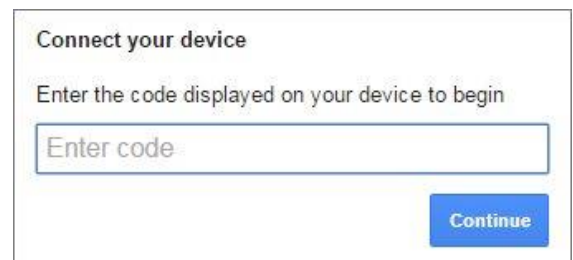 Connect your device
Enter the code displayed on your device to begin
Enter code
Continue